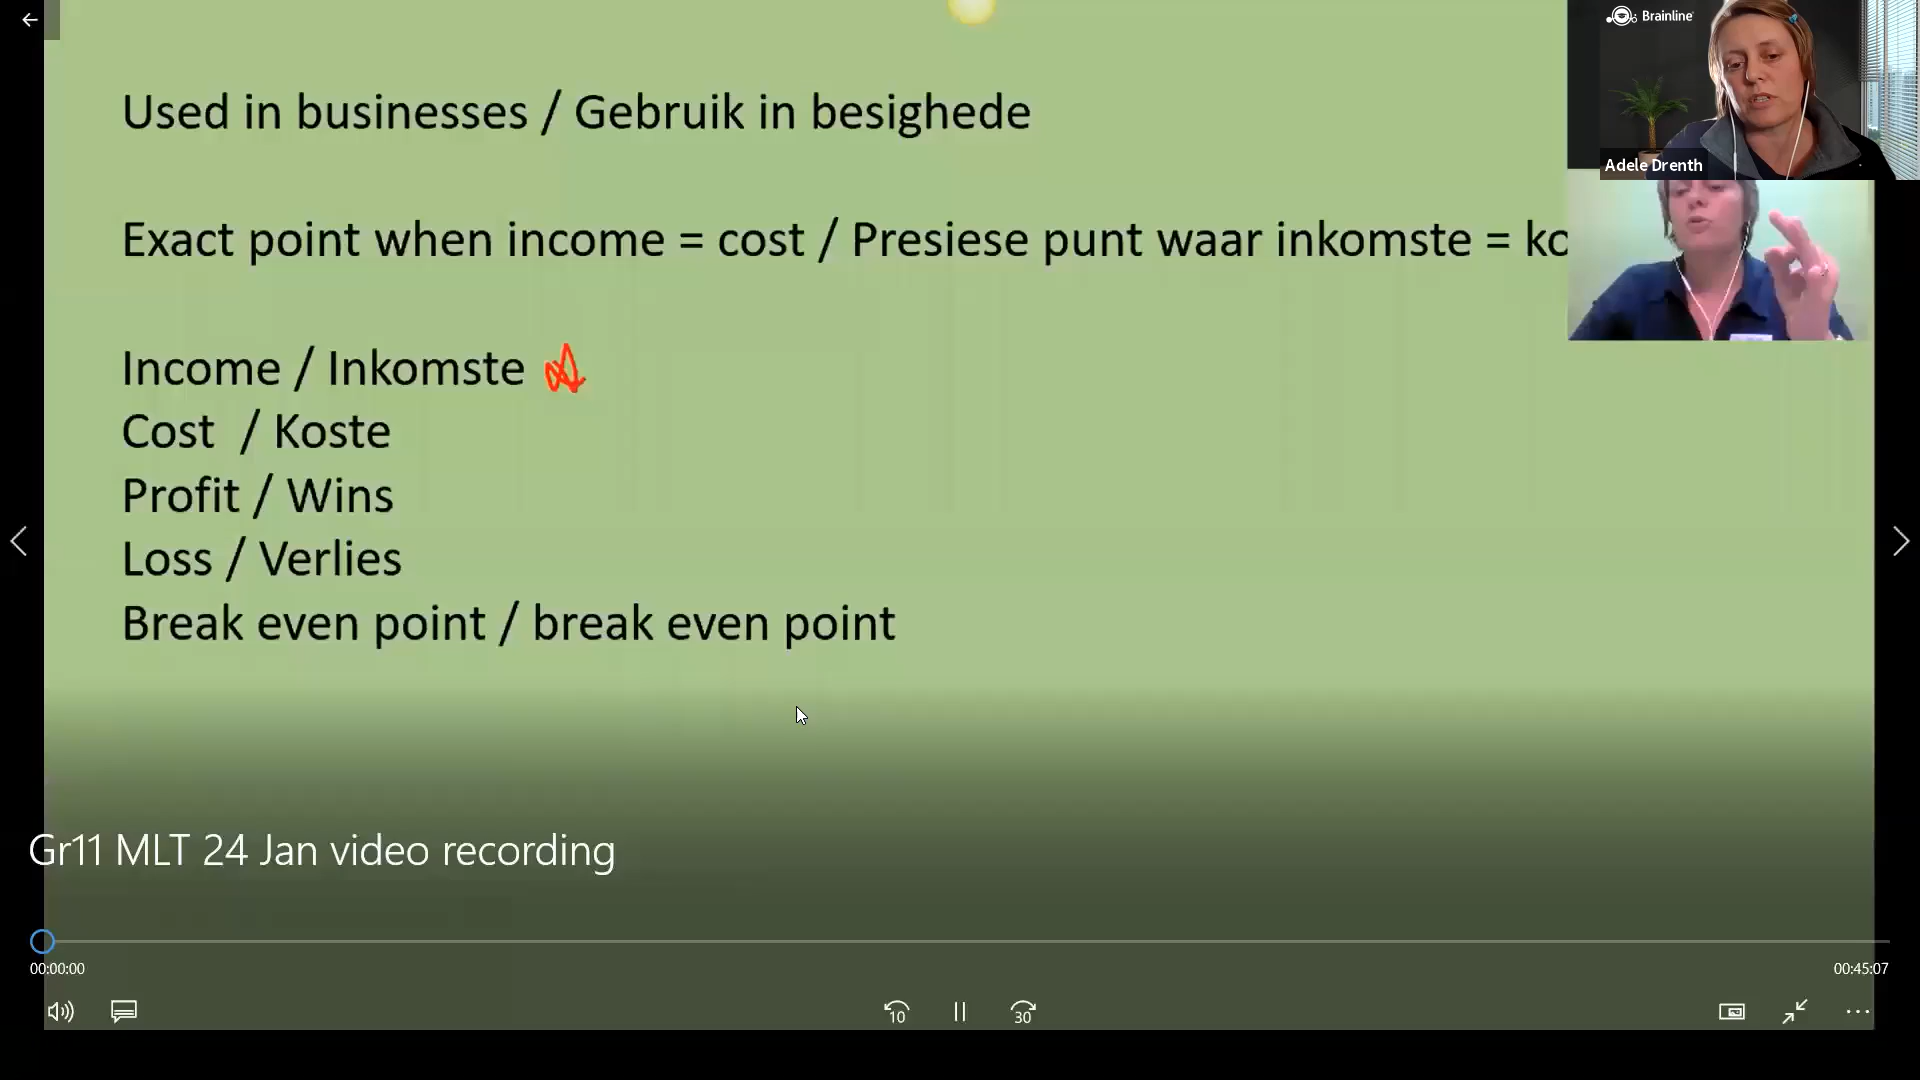 Brainline
Adele Drenth
Used in businesses / Gebruik in besighede
Exact point when income = cost / Presiese punt waar inkomste =
Income / Inkomste
Cost / Koste
Profit / Wins
Loss / Verlies
Break even point / break even point
Gr11 MLT 24 Jan video recording
00:00:00
00:45:07
10
30